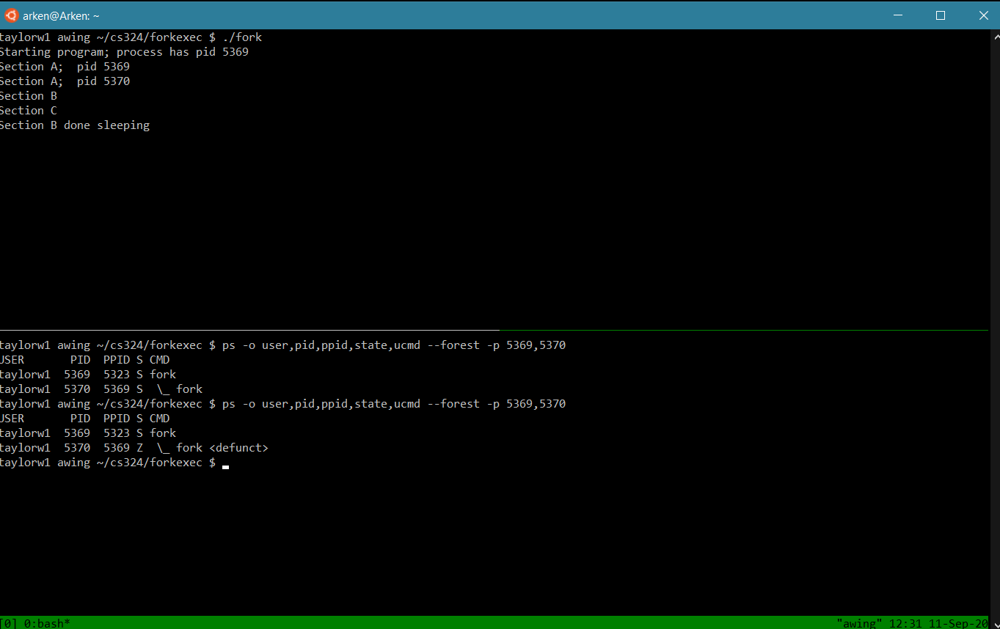 arken@Arken: ~
taylorw1 awing ~/cs324/forkexec $ ./fork
Starting program; process has pid 5369
Section A;  pid 5369
Section A;  pid 5370
Section B
Section C
Section B done sleeping
taylorw1 awing ~/cs324/forkexec $ ps -o user,pid,ppid,state,ucmd --forest -p 5369,5370
USER       PID  PPID S CMD
taylorw1  5369  5323 S fork
taylorw1  5370  5369 S  \_ fork
taylorw1 awing ~/cs324/forkexec $ ps -o user,pid,ppid,state,ucmd --forest -p 5369,5370
USER       PID  PPID S CMD
taylorw1  5369  5323 S fork
taylorw1  5370  5369 Z  \_ fork <defunct>
taylorw1 awing ~/cs324/forkexec $
[0] 0:bash* "awing" 12:31 11-Sep-20